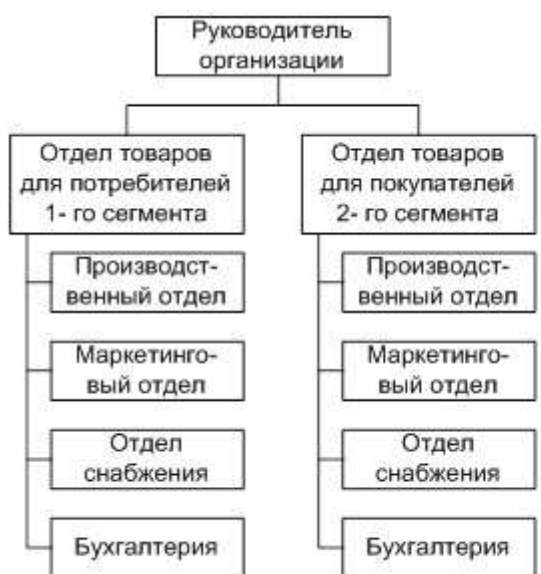 Руководитель
организации
Отдел товаров
для потребителей
1- го сегмента
Производст-
венный отдел
Маркетинго-
вый отдел
Отдел
снабжения
Бухгалтерия
Отдел товаров
для покупателей
2- го сегмента
Производст-
венный отдел
Маркетинго-
вый отдел
Отдел
снабжения
Бухгалтерия